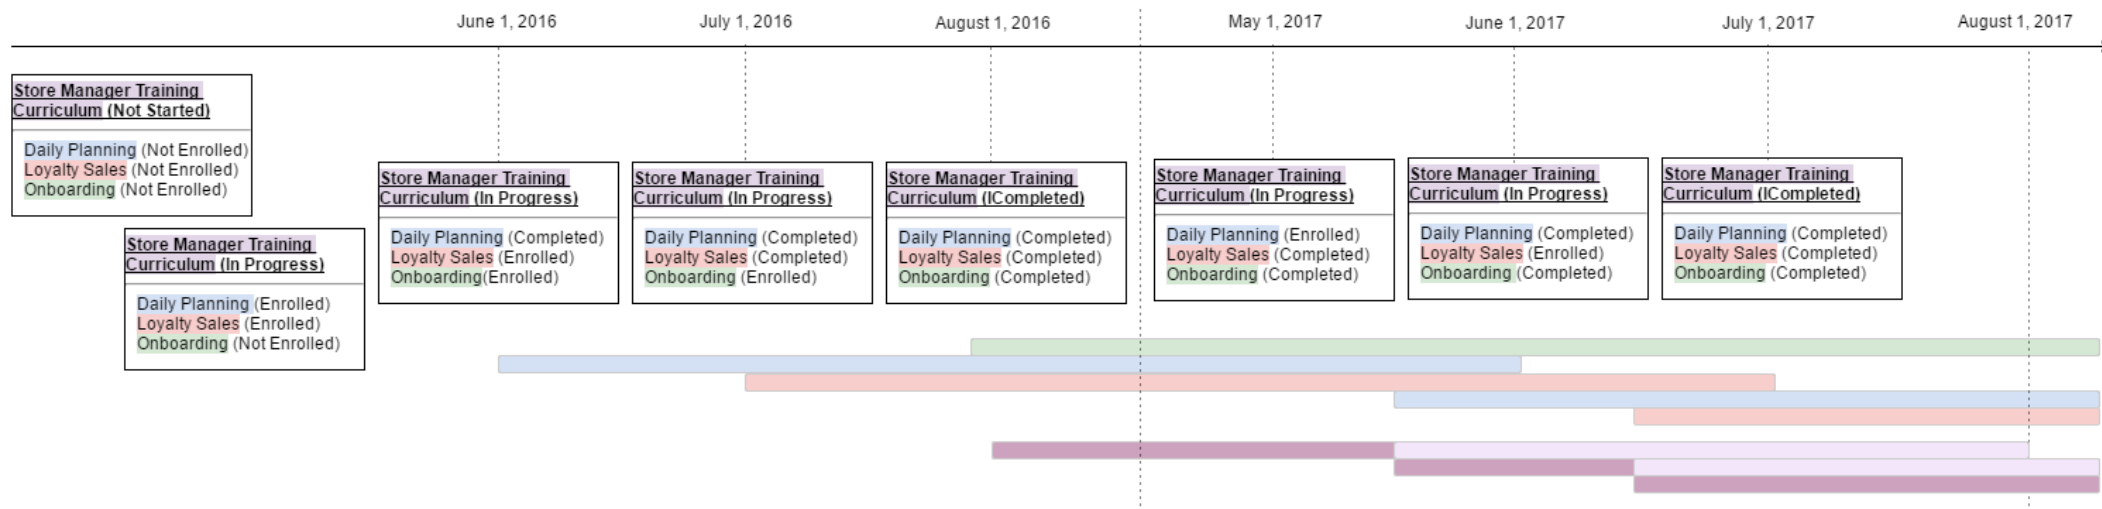 June 1, 2016
July 1, 2016
August 1, 2016
May 1, 2017
June 1, 2017
July 1, 2017
August 1, 2017
Store Manager Training
Curriculum (Not Started)
Daily Planning (Not Enrolled)
Loyalty Sales (Not Enrolled)
Onboarding (Not Enrolled)
Store Manager Training
Curriculum (In Progress)
Daily Planning (Enrolled)
Loyalty Sales (Enrolled)
Onboarding (Not Enrolled)
Store Manager Training
Curriculum (In Progress)
Daily Planning (Completed)
Loyalty Sales (Enrolled)
Onboarding(Enrolled)
Store Manager Training
Curriculum (In Progress)
Daily Planning (Completed)
Loyalty Sales (Completed)
Onboarding (Enrolled)
Store Manager Training
Curriculum (ICompleted)
Daily Planning (Completed)
Loyalty Sales (Completed)
Onboarding (Completed)
Store Manager Training
Curriculum (In Progress)
Daily Planning (Enrolled)
Loyalty Sales (Completed)
Onboarding (Completed)
Store Manager Training
Curriculum (In Progress)
Daily Planning (Completed)
Loyalty Sales (Enrolled)
Onboarding (Completed)
Store Manager Training
Curriculum (ICompleted)
Daily Planning (Completed)
Loyalty Sales (Completed)
Onboarding (Completed)